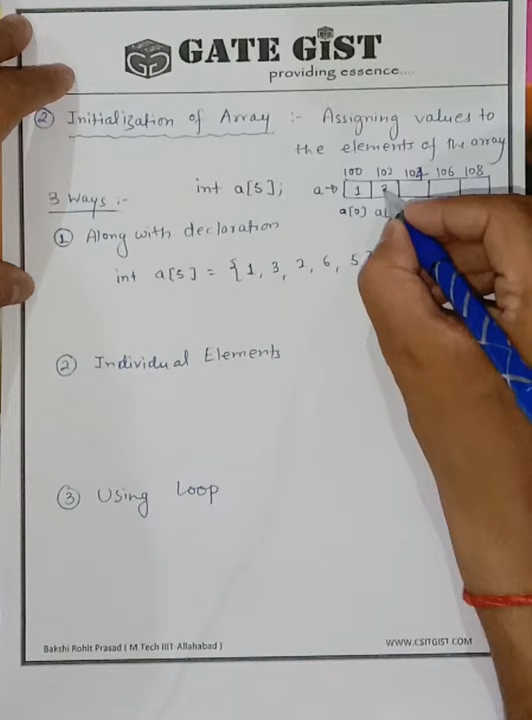 GATE GiST
providing essence....
② Initialization of Array :- Assigning values to
the elements of the array
3 Ways :-
int a[5]; a→
100 102 104 106 108
1 3
a[0]
① Along with declaration
int a[5] = { 1, 3, 2, 6, 5
② Individual Elements
③ Using Loop
Bakshi Rohit Prasad ( M Tech IIIT Allahabad )
WWW.CSITGIST.COM